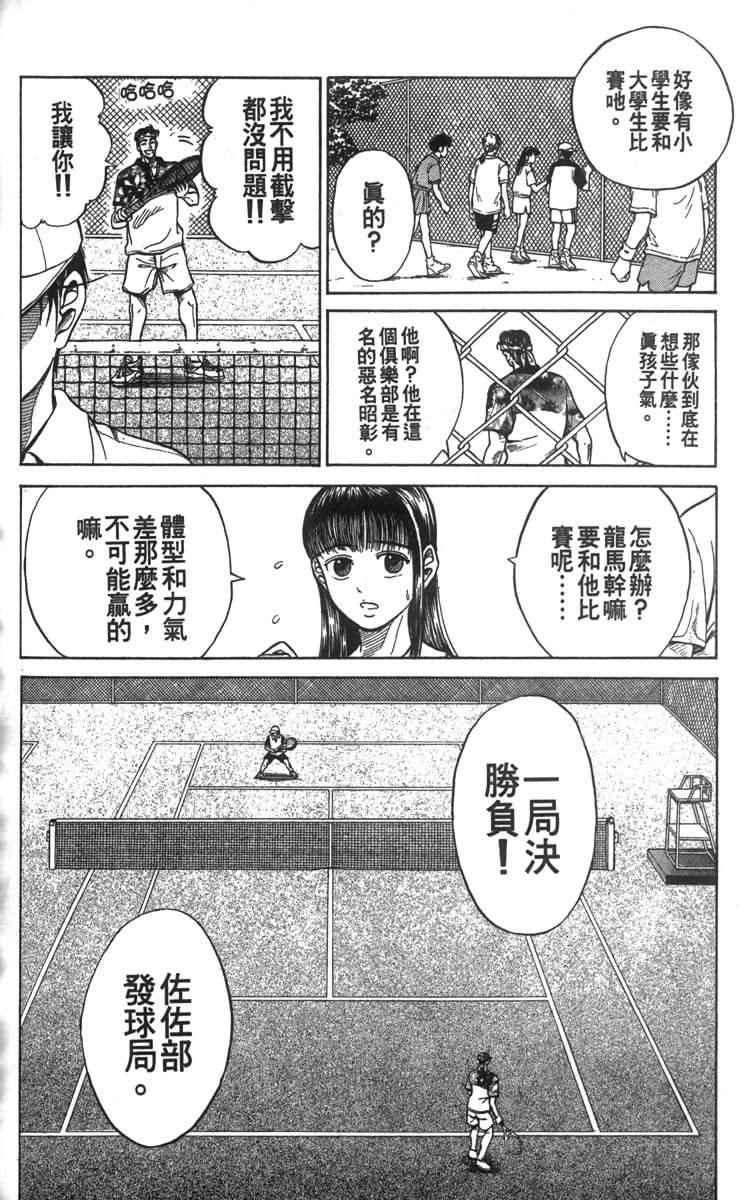 好像有小
學生要和
大學生比
賽吔。
真的？
我不用截擊
都沒問題!!
哈哈哈
我讓你!!
那傢伙到底在
想些什麼……
真孩子氣。
他啊？他在這
個俱樂部是有
名的惡名昭彰。
怎麼辦？
龍馬幹嘛
要和他比
賽呢……
體型和力氣
差那麼多，
不可能贏的
嘛。
一局決
勝負！
佐佐部
發球局。